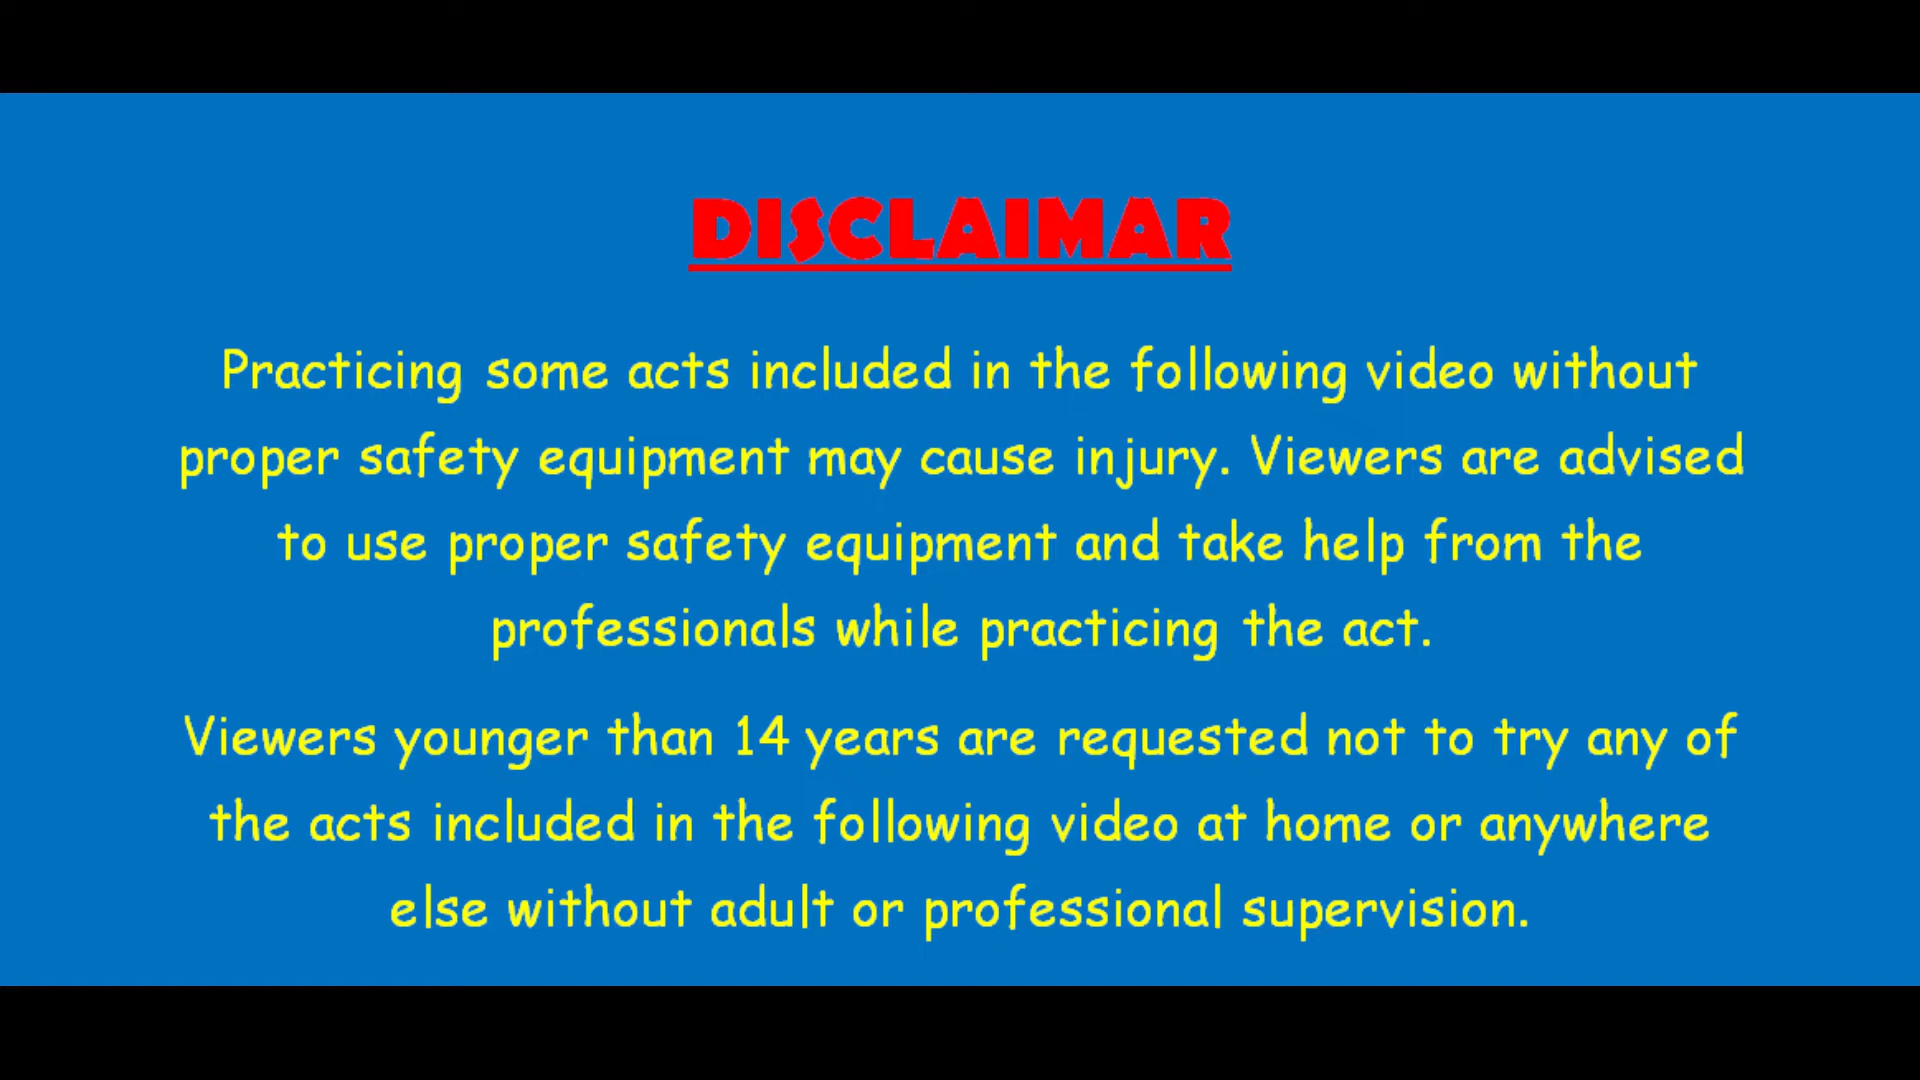 DISCLAIMAR
Practicing some acts included in the following video without
proper safety equipment may cause injury. Viewers are advised
to use proper safety equipment and take help from the
professionals while practicing the act.
Viewers younger than 14 years are requested not to try any of
the acts included in the following video at home or anywhere
else without adult or professional supervision.